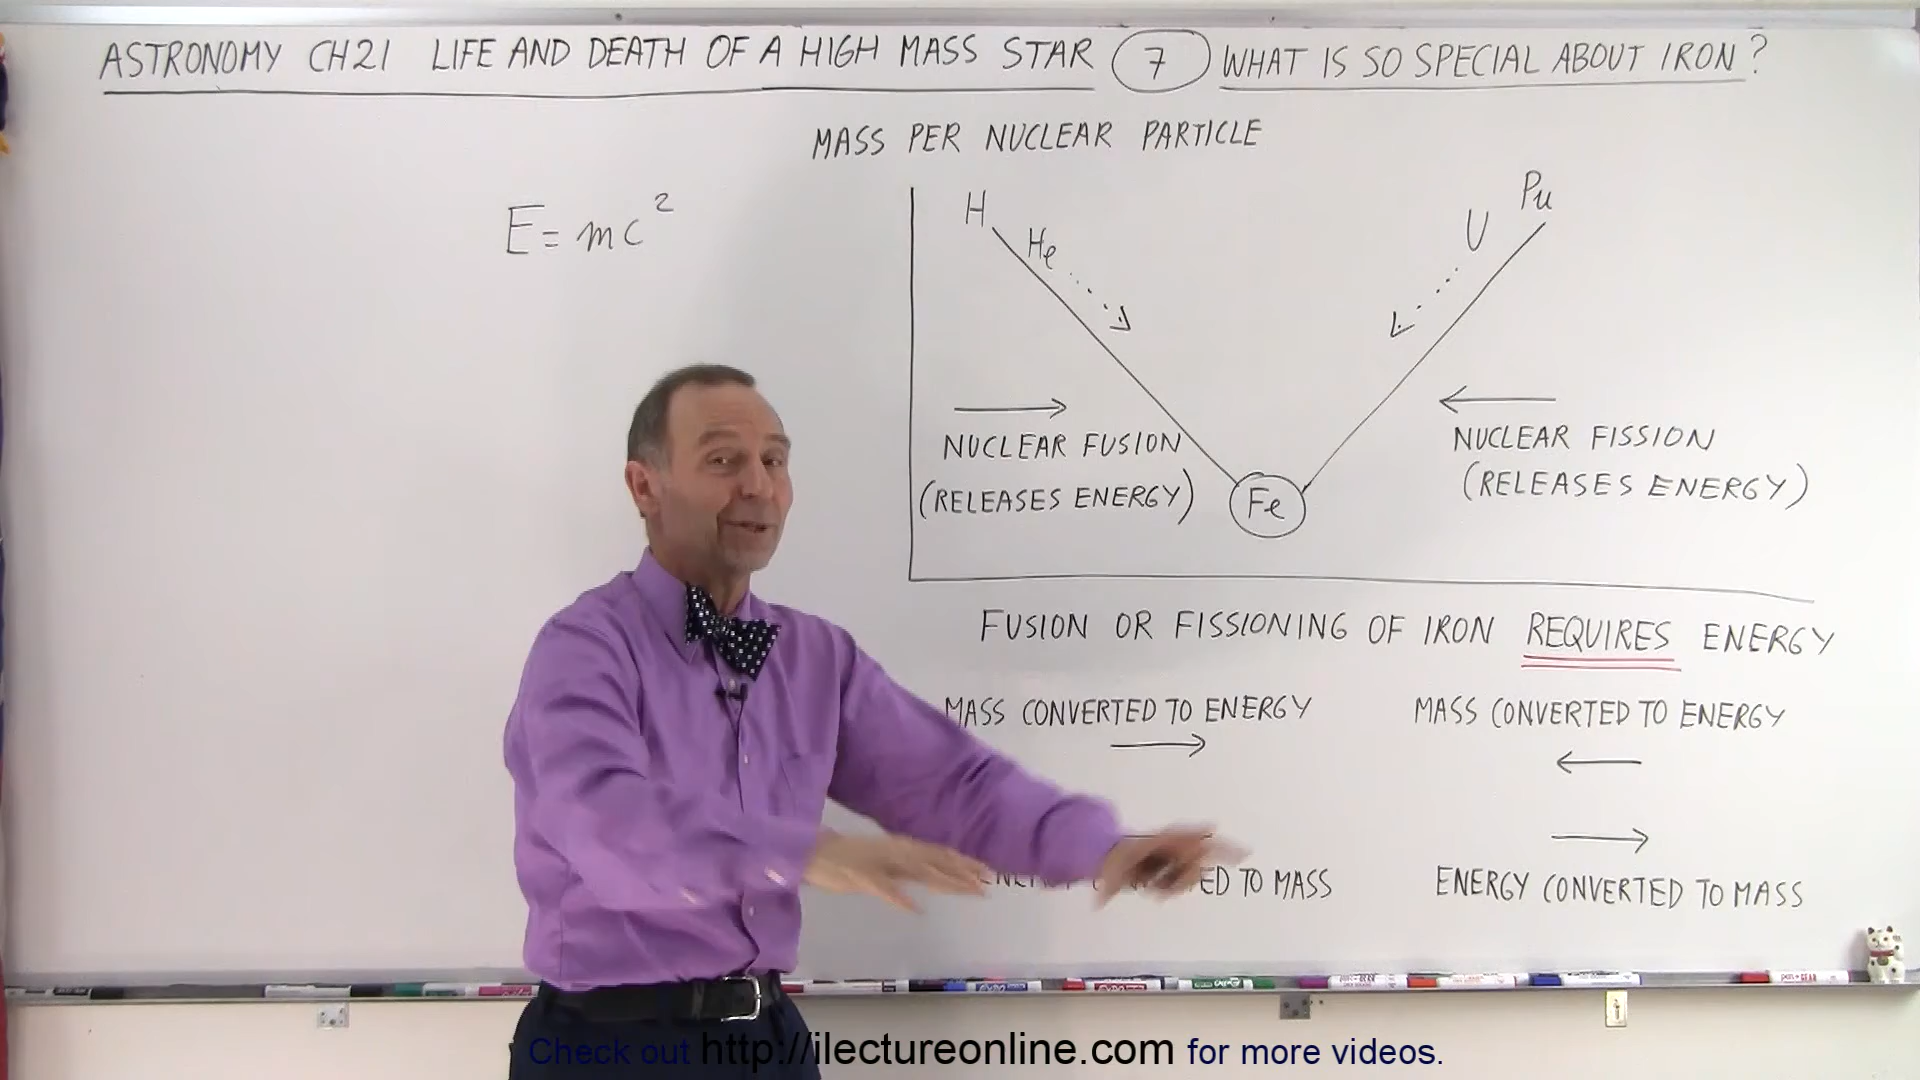 ASTRONOMY CH21 LIFE AND DEATH OF A HIGH MASS STAR 7 WHAT IS SO SPECIAL ABOUT IRON?
MASS PER NUCLEAR PARTICLE
E=mc²
H
He
U
Pu
NUCLEAR FUSION
(RELEASES ENERGY)
NUCLEAR FISSION
(RELEASES ENERGY)
Fe
FUSION OR FISSIONING OF IRON REQUIRES ENERGY
MASS CONVERTED TO ENERGY
MASS CONVERTED TO ENERGY
TO MASS
ENERGY CONVERTED TO MASS
Check out http://ilectureonline.com for more videos.